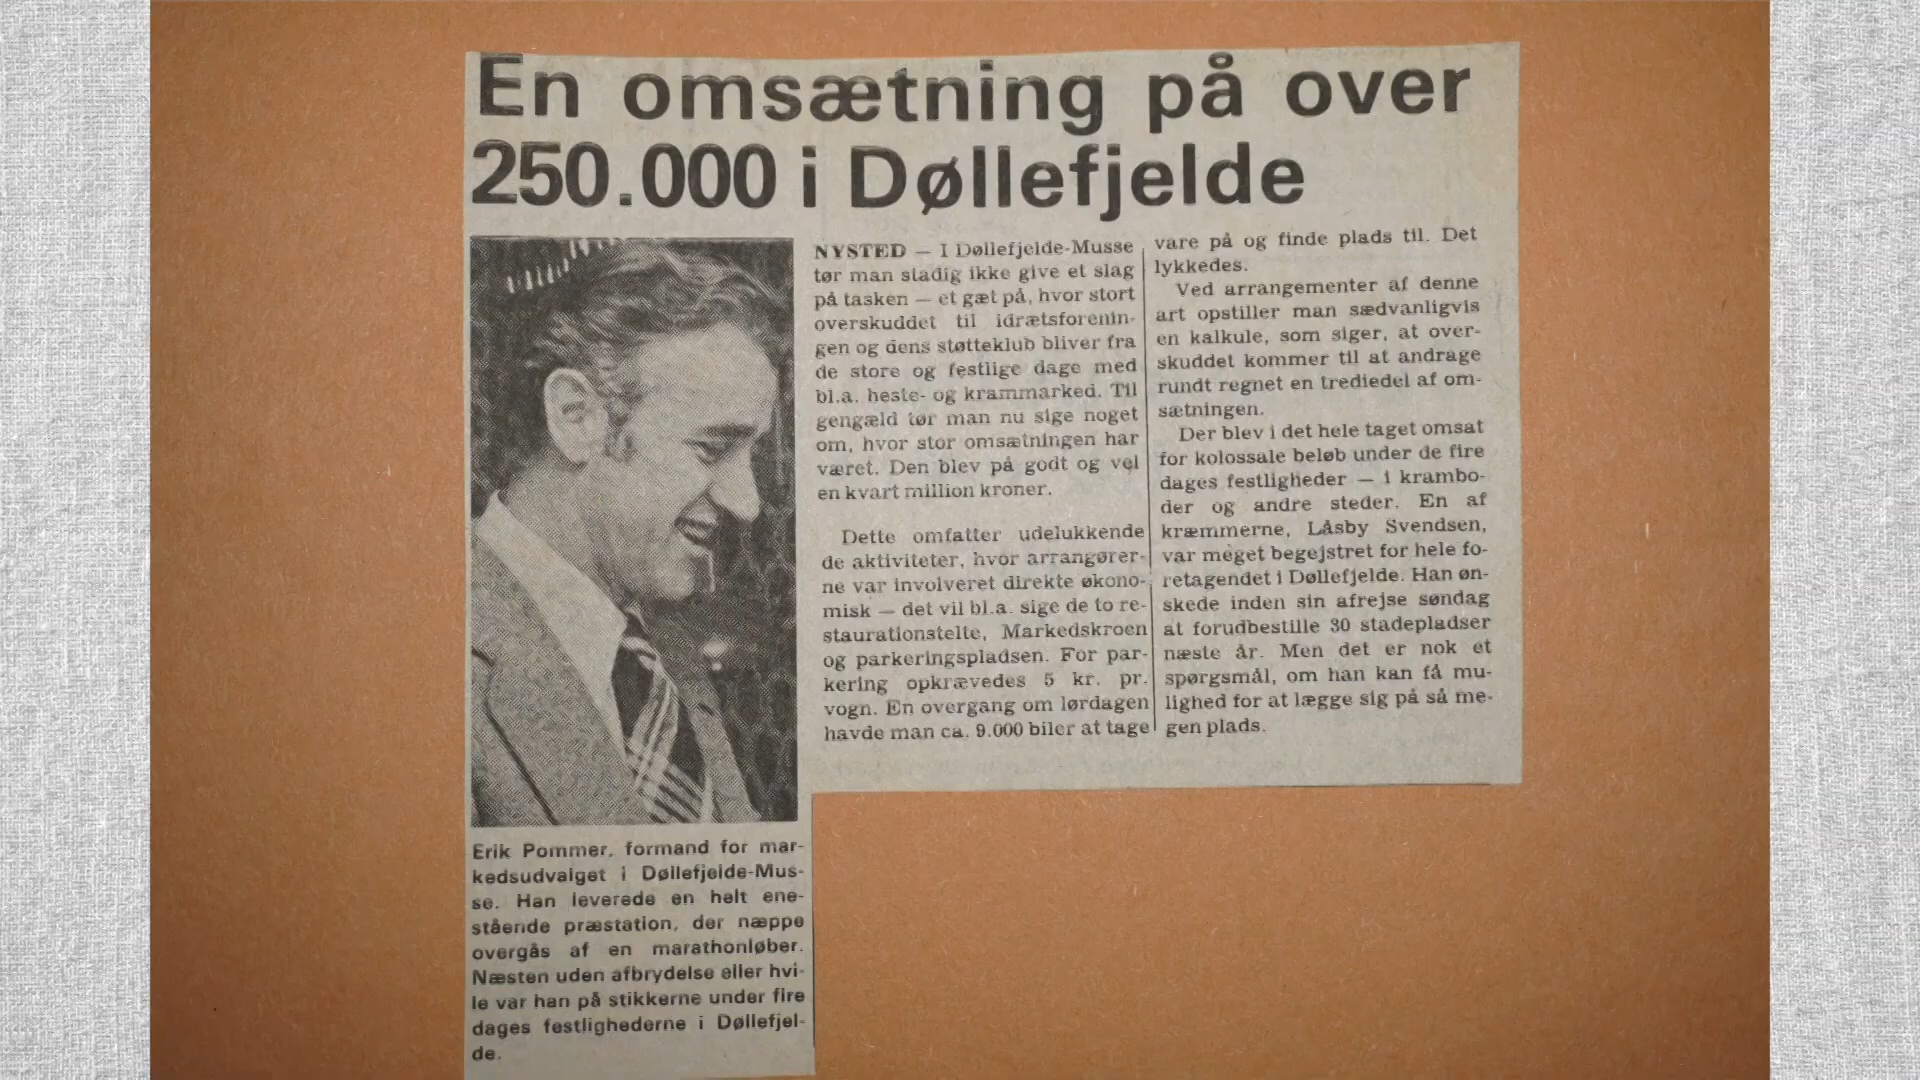 En omsætning på over
250.000 i Døllefjelde
NYSTED — I Døllefjelde-Musse
tør man stadig ikke give et slag
på tasken — et gæt på, hvor stort
overskuddet til idrætsforenin-
gen og dens støtteklub bliver fra
de store og festlige dage med
bl.a. heste- og krammarked. Til
gengæld tør man nu sige noget
om, hvor stor omsætningen har
været. Den blev på godt og vel
en kvart million kroner.
Dette omfatter udelukkende
de aktiviteter, hvor arrangører-
ne var involveret direkte økono-
misk — det vil bl.a. sige de to re-
staurationstelte, Markedskroen
og parkeringspladsen. For par-
kering opkrævedes 5 kr. pr.
vogn. En overgang om lørdagen
havde man ca. 9.000 biler at tage
vare på og finde plads til. Det
lykkedes.
Ved arrangementer af denne
art opstiller man sædvanligvis
en kalkule, som siger, at over-
skuddet kommer til at andrage
rundt regnet en trediedel af om-
sætningen.
Der blev i det hele taget omsat
for kolossale beløb under de fire
dages festligheder — i krambo-
der og andre steder. En af
kræmmerne, Låsby Svendsen,
var meget begejstret for hele fo-
retagendet i Døllefjelde. Han øn-
skede inden sin afrejse søndag
at forudbestille 30 stadepladser
næste år. Men det er nok et
spørgsmål, om han kan få mu-
lighed for at lægge sig på så me-
gen plads.
Erik Pommer, formand for mar-
kedsudvalget i Døllefjelde-Mus-
se. Han leverede en helt ene-
stående præstation, der næppe
overgås af en marathonløber.
Næsten uden afbrydelse eller hvi-
le var han på stikkerne under fire
dages festlighederne i Døllefjel-
de.